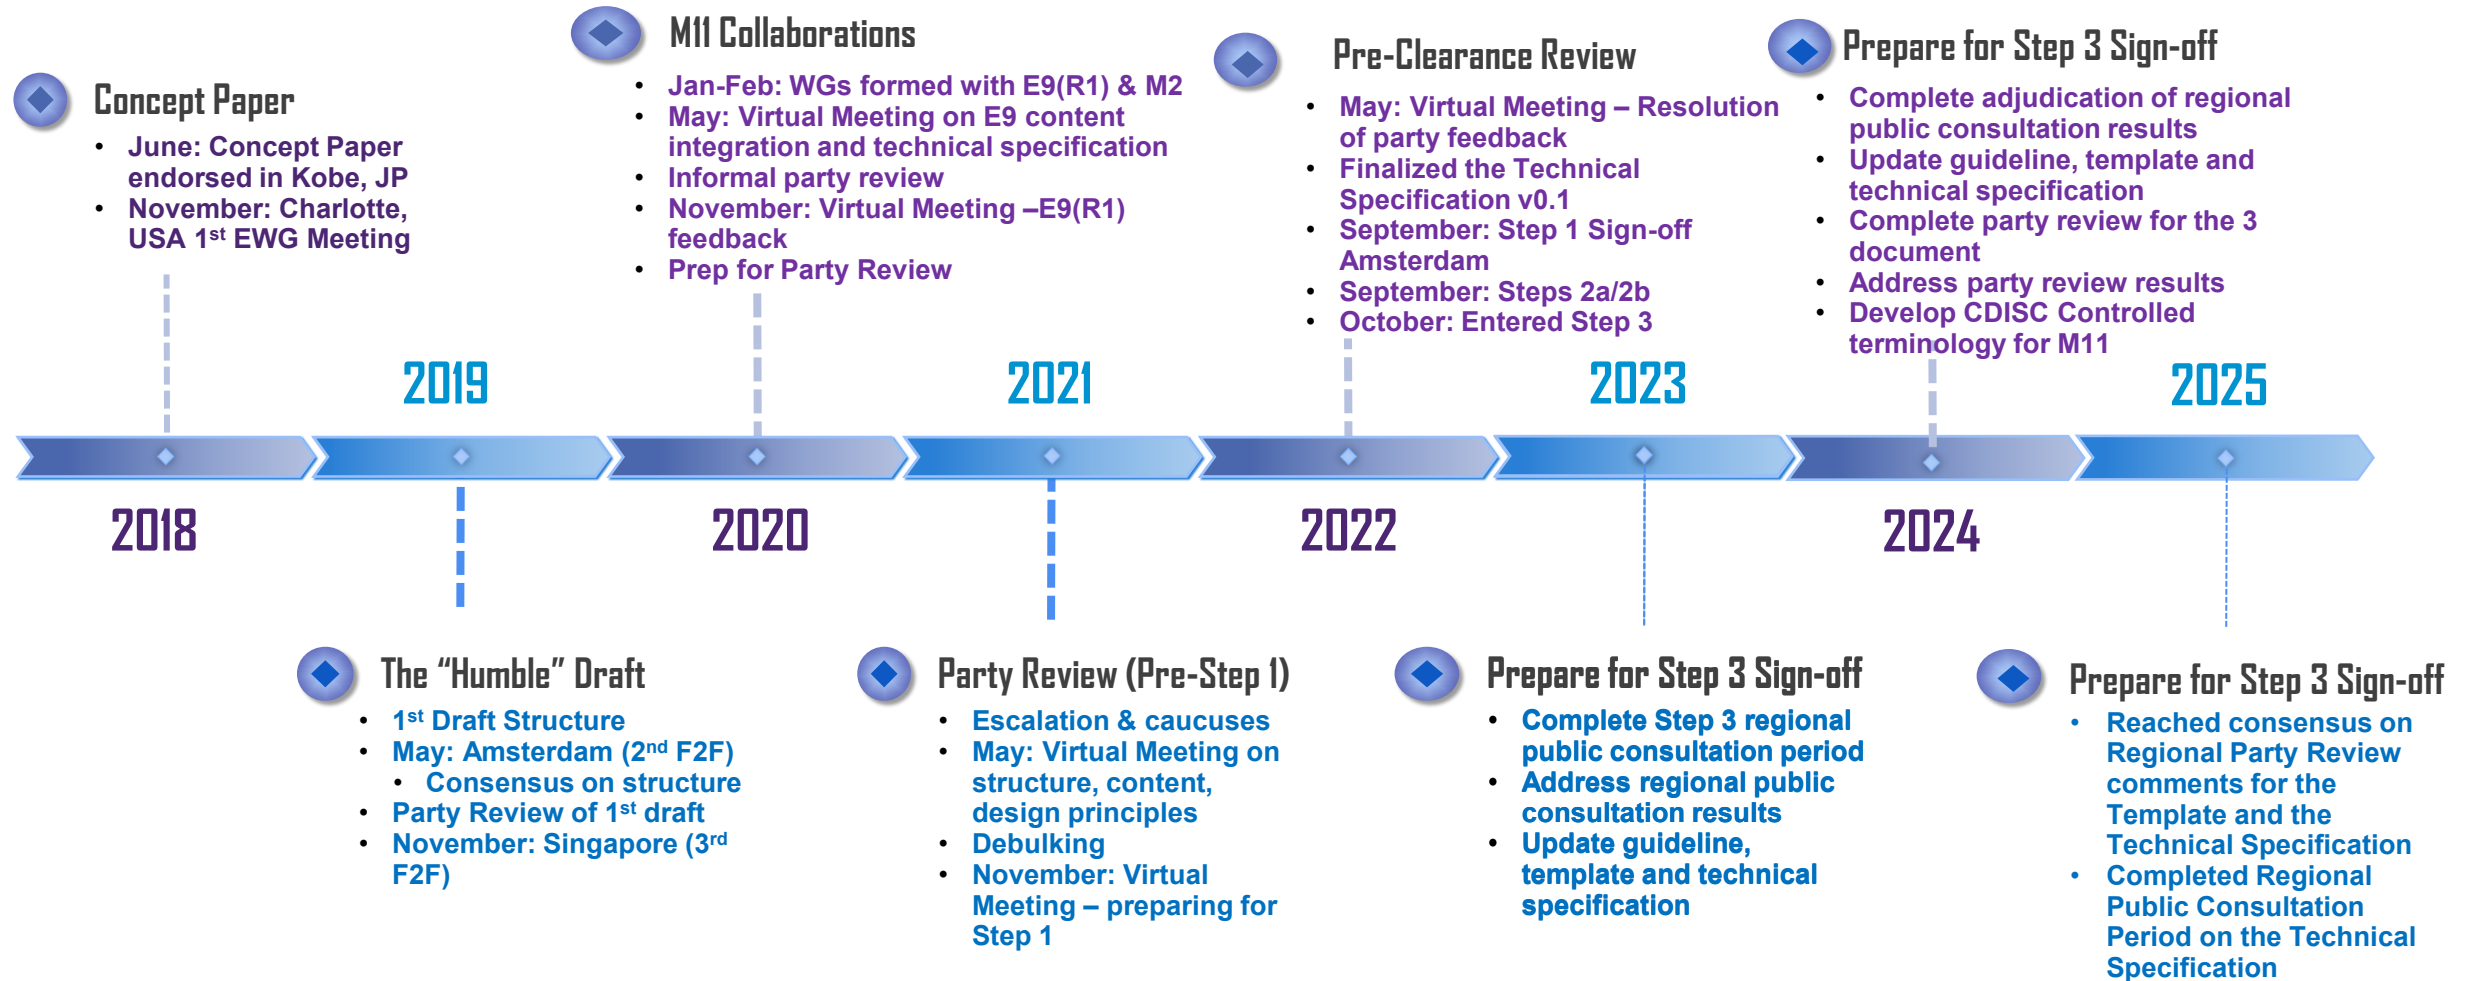 Concept Paper
• June: Concept Paper
endorsed in Kobe, JP
• November: Charlotte,
USA 1st EWG Meeting
2018
2019
The “Humble” Draft
• 1st Draft Structure
• May: Amsterdam (2nd F2F)
• Consensus on structure
• Party Review of 1st draft
• November: Singapore (3rd
F2F)
M11 Collaborations
• Jan-Feb: WGs formed with E9(R1) & M2
• May: Virtual Meeting on E9 content
integration and technical specification
• Informal party review
• November: Virtual Meeting –E9(R1)
feedback
• Prep for Party Review
2020
2021
Party Review (Pre-Step 1)
• Escalation & caucuses
• May: Virtual Meeting on
structure, content,
design principles
• Debulking
• November: Virtual
Meeting – preparing for
Step 1
Pre-Clearance Review
• May: Virtual Meeting – Resolution
of party feedback
• Finalized the Technical
Specification v0.1
• September: Step 1 Sign-off
Amsterdam
• September: Steps 2a/2b
• October: Entered Step 3
2022
2023
Prepare for Step 3 Sign-off
• Complete Step 3 regional
public consultation period
• Address regional public
consultation results
• Update guideline,
template and technical
specification
Prepare for Step 3 Sign-off
• Complete adjudication of regional
public consultation results
• Update guideline, template and
technical specification
• Complete party review for the 3
document
• Address party review results
• Develop CDISC Controlled
terminology for M11
2024
2025
Prepare for Step 3 Sign-off
• Reached consensus on
Regional Party Review
comments for the
Template and the
Technical Specification
• Completed Regional
Public Consultation
Period on the Technical
Specification